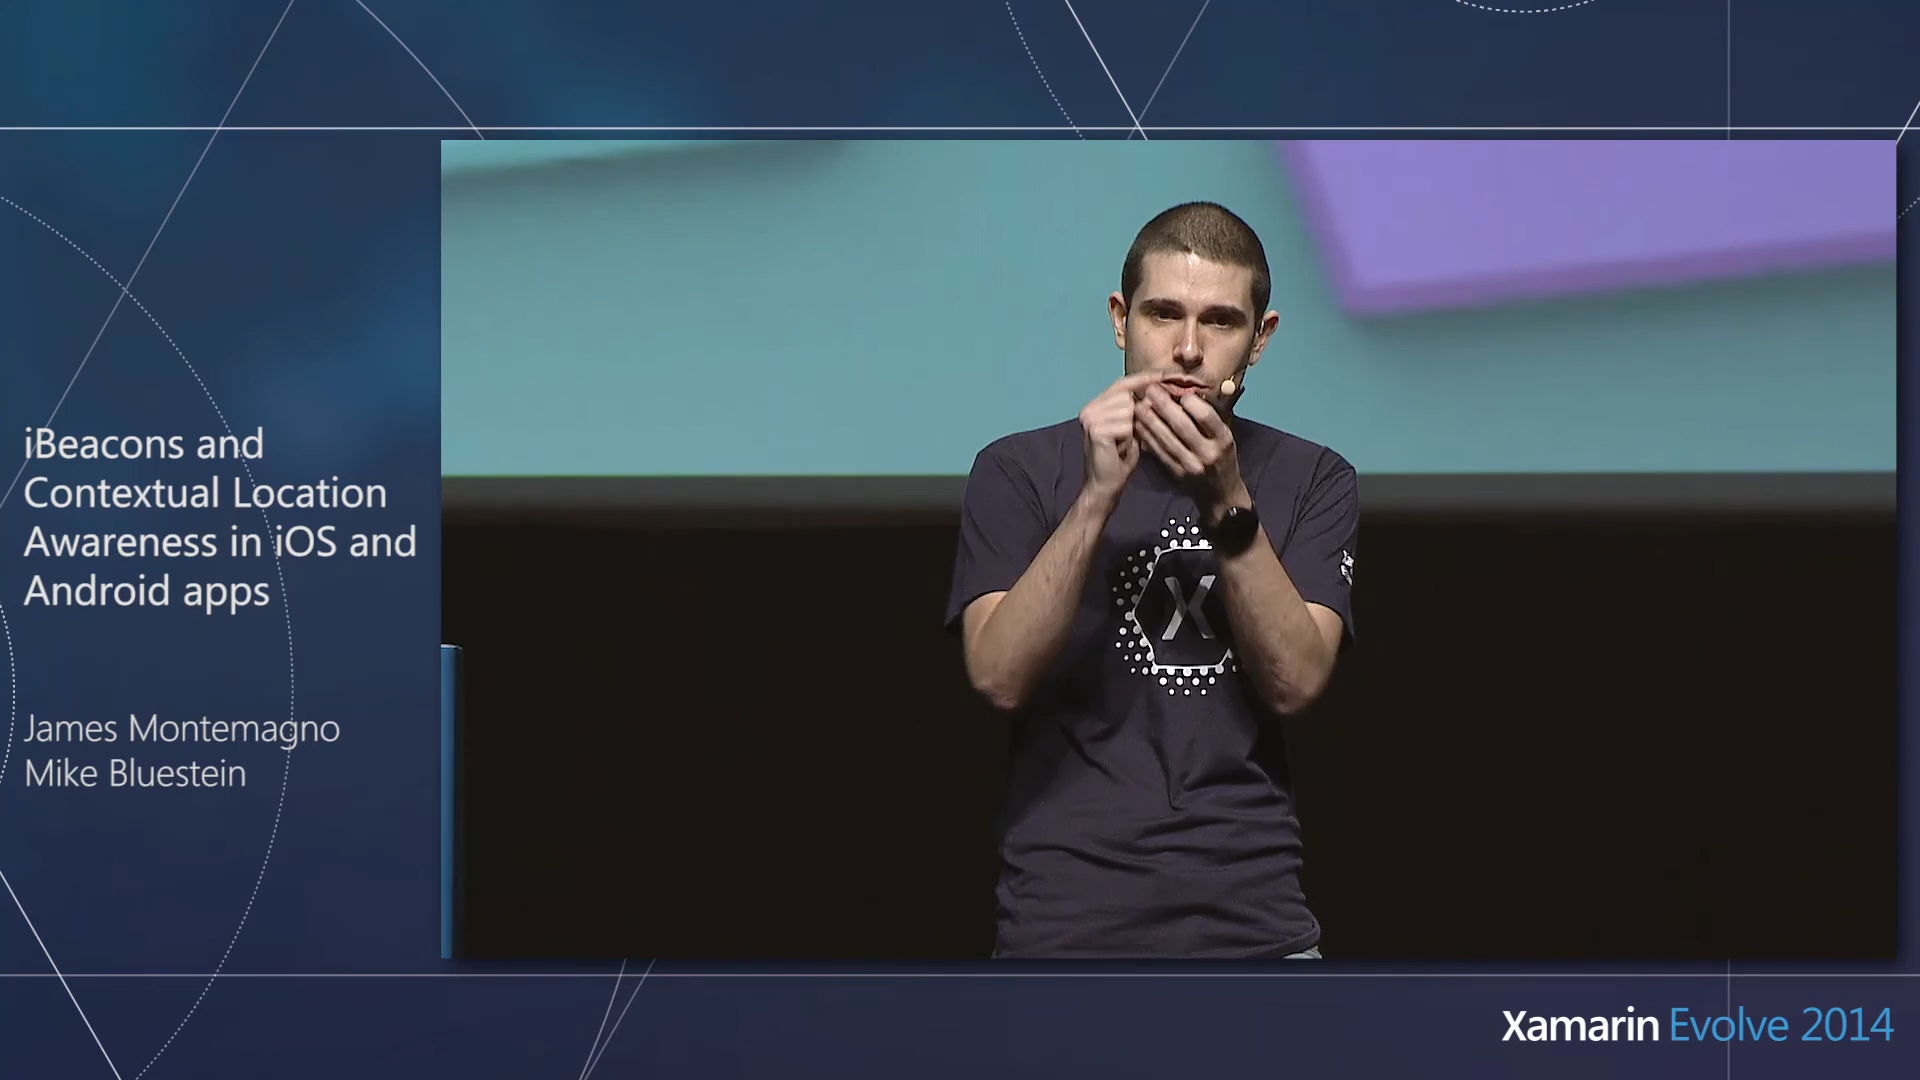 iBeacons and
Contextual Location
Awareness in iOS and
Android apps
James Montemagno
Mike Bluestein
X
Xamarin Evolve 2014